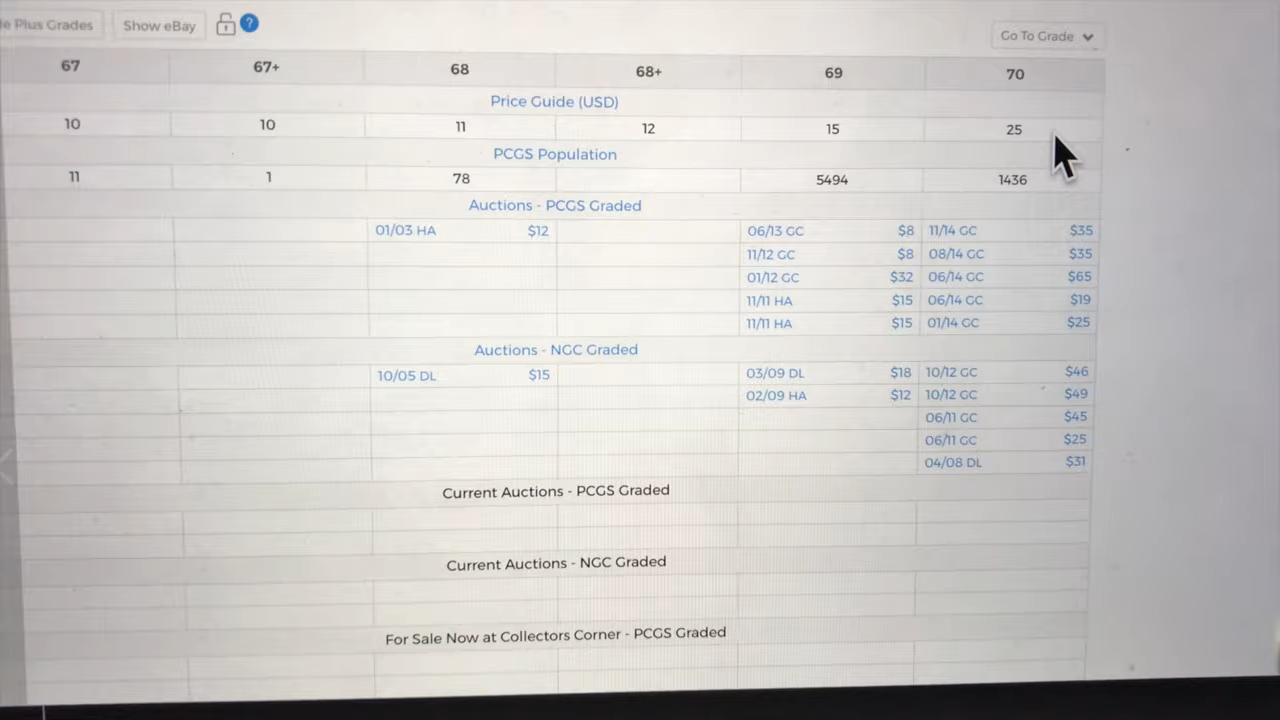 le Plus Grades Show eBay ?
Go To Grade
67 67+ 68 68+ 69 70
Price Guide (USD)
10 10 11 12 15 25
PCGS Population
11 1 78 5494 1436
Auctions - PCGS Graded
01/03 HA $12 06/13 GC $8 11/14 GC $35
11/12 GC $8 08/14 GC $35
01/12 GC $32 06/14 GC $65
11/11 HA $15 06/14 GC $19
11/11 HA $15 01/14 GC $25
Auctions - NGC Graded
10/05 DL $15 03/09 DL $18 10/12 GC $46
02/09 HA $12 10/12 GC $49
06/11 GC $45
06/11 GC $25
04/08 DL $31
Current Auctions - PCGS Graded
Current Auctions - NGC Graded
For Sale Now at Collectors Corner - PCGS Graded